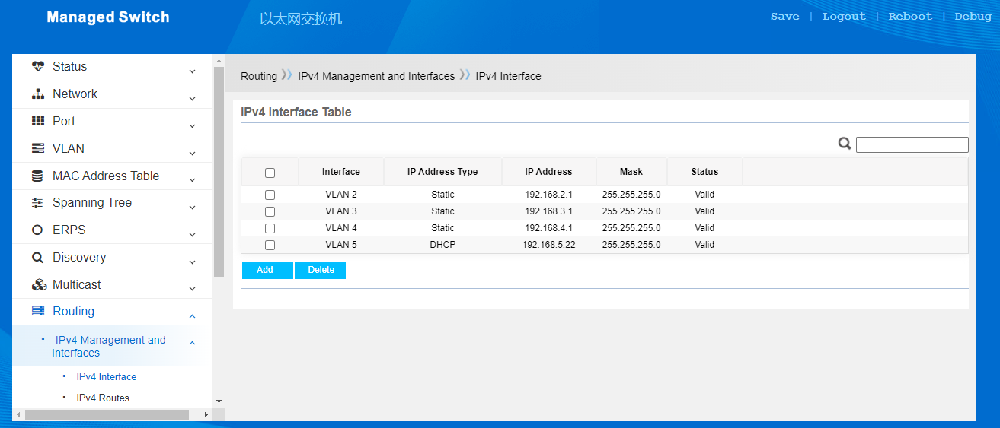 Managed Switch
以太网交换机
Save | Logout | Reboot | Debug
Status
Network
Port
VLAN
MAC Address Table
Spanning Tree
ERPS
Discovery
Multicast
Routing
IPv4 Management and
Interfaces
IPv4 Interface
IPv4 Routes
Routing IPv4 Management and Interfaces IPv4 Interface
IPv4 Interface Table
Interface IP Address Type IP Address Mask Status
VLAN 2 Static 192.168.2.1 255.255.255.0 Valid
VLAN 3 Static 192.168.3.1 255.255.255.0 Valid
VLAN 4 Static 192.168.4.1 255.255.255.0 Valid
VLAN 5 DHCP 192.168.5.22 255.255.255.0 Valid
Add Delete